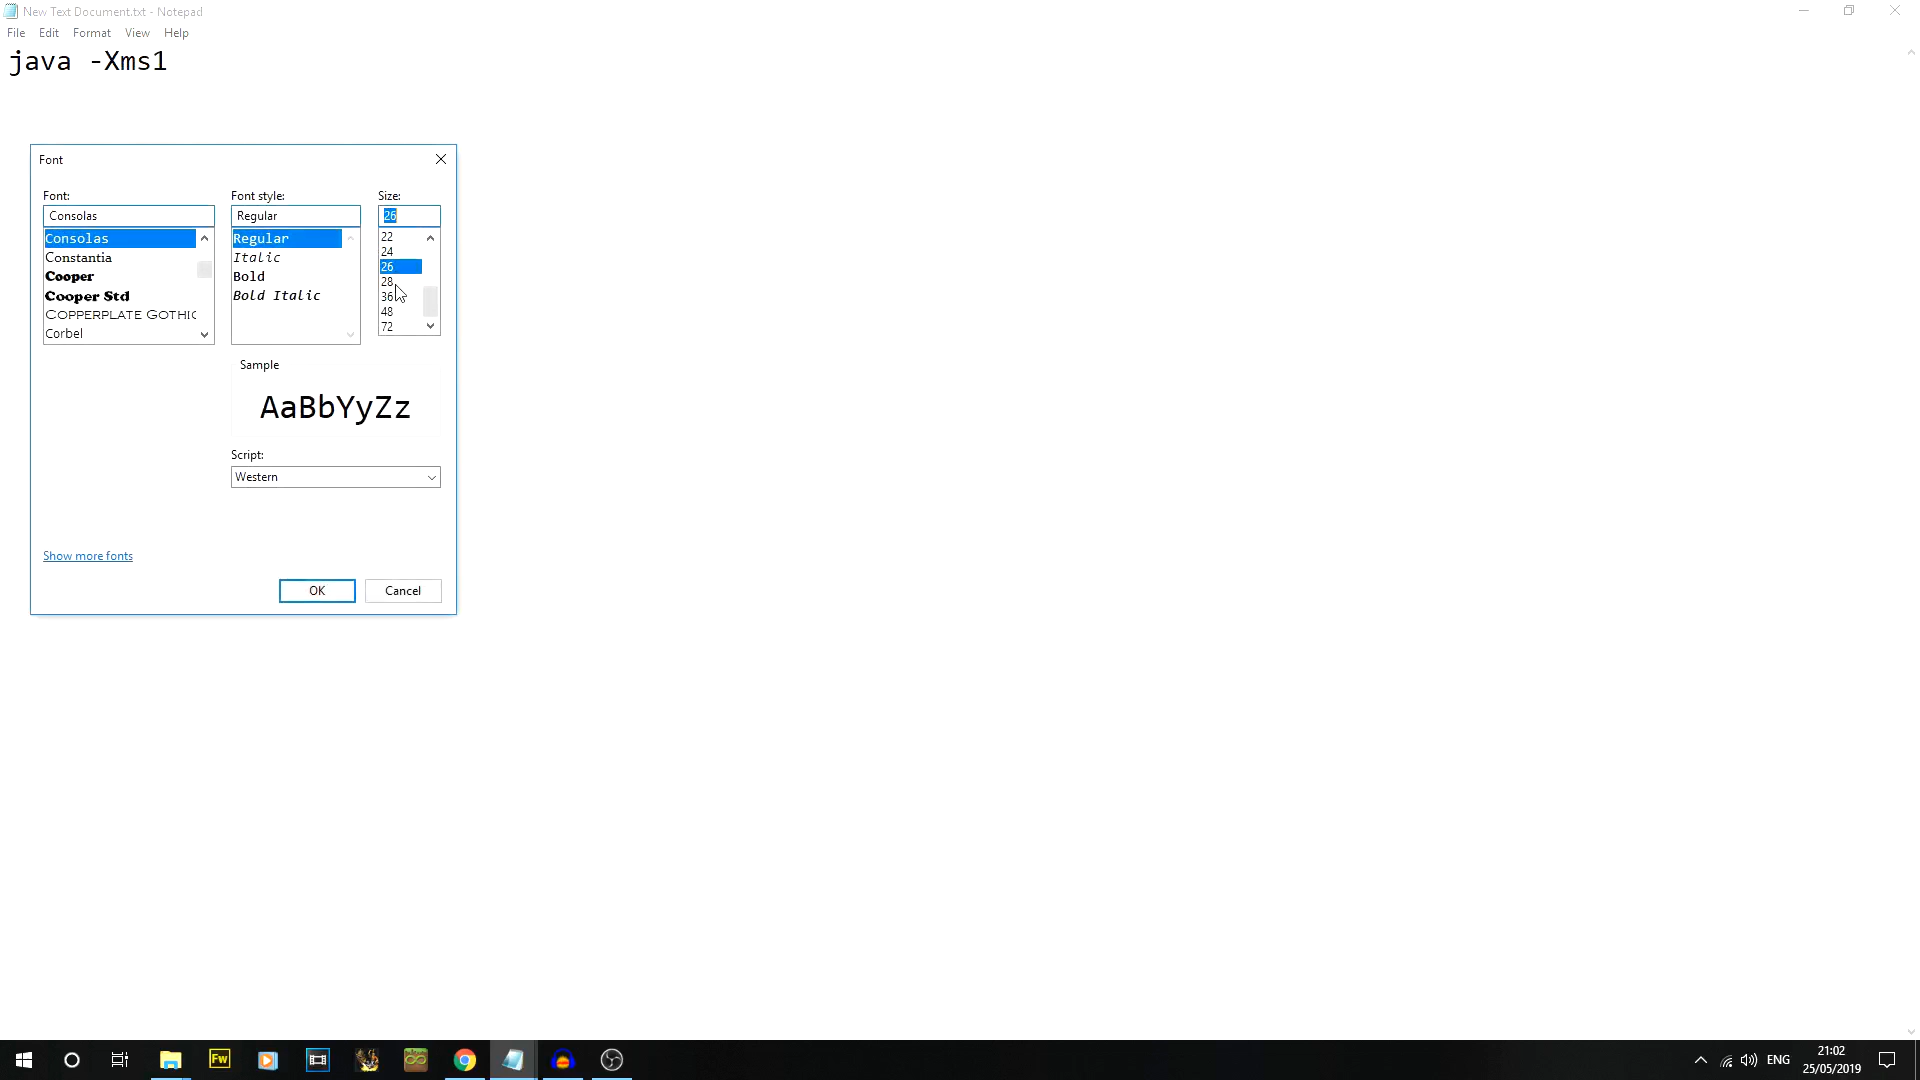 New Text Document.txt - Notepad
File Edit Format View Help
java -Xms1
Font
Font: Font style: Size:
Consolas Regular 26
Consolas Regular 22
Constantia Italic 24
Cooper Bold 26
Cooper Std Bold Italic 28
COPPERPLATE GOTHIC 36
Corbel 48
72
Sample
AaBbYyZz
Script:
Western
Show more fonts
OK Cancel
Fw
ENG
21:02
25/05/2019